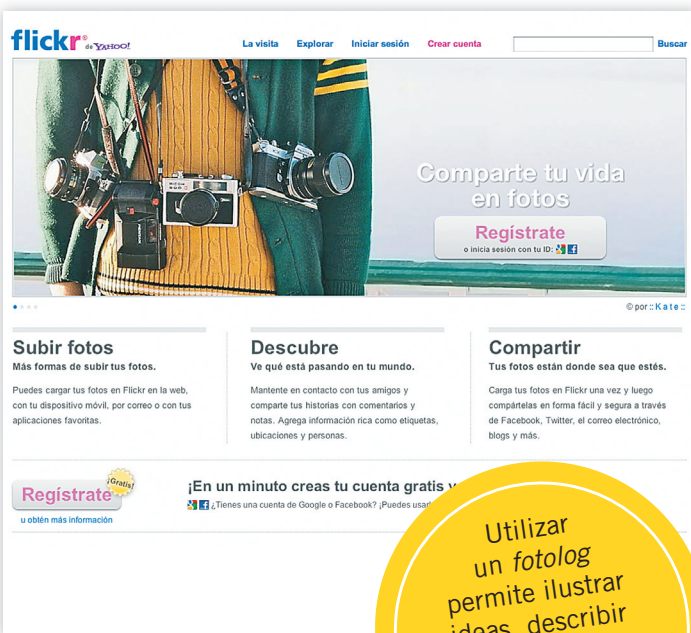 flickr® de YAHOO!
La visita Explorar Iniciar sesión Crear cuenta Buscar
Comparte tu vida
en fotos
Regístrate
o inicia sesión con tu ID:
© por :: K a t e ::
Subir fotos
Más formas de subir tus fotos.
Puedes cargar tus fotos en Flickr en la web,
con tu dispositivo móvil, por correo o con tus
aplicaciones favoritas.
Descubre
Ve qué está pasando en tu mundo.
Mantente en contacto con tus amigos y
comparte tus historias con comentarios y
notas. Agrega información rica como etiquetas,
ubicaciones y personas.
Compartir
Tus fotos están donde sea que estés.
Carga tus fotos en Flickr una vez y luego
compártelas en forma fácil y segura a través
de Facebook, Twitter, el correo electrónico,
blogs y más.
Regístrate
¡Gratis!
u obtén más información
¡En un minuto creas tu cuenta gratis
¿Tienes una cuenta de Google o Facebook? ¡Puedes
Utilizar
un fotolog
permite ilustrar
ideas, describir